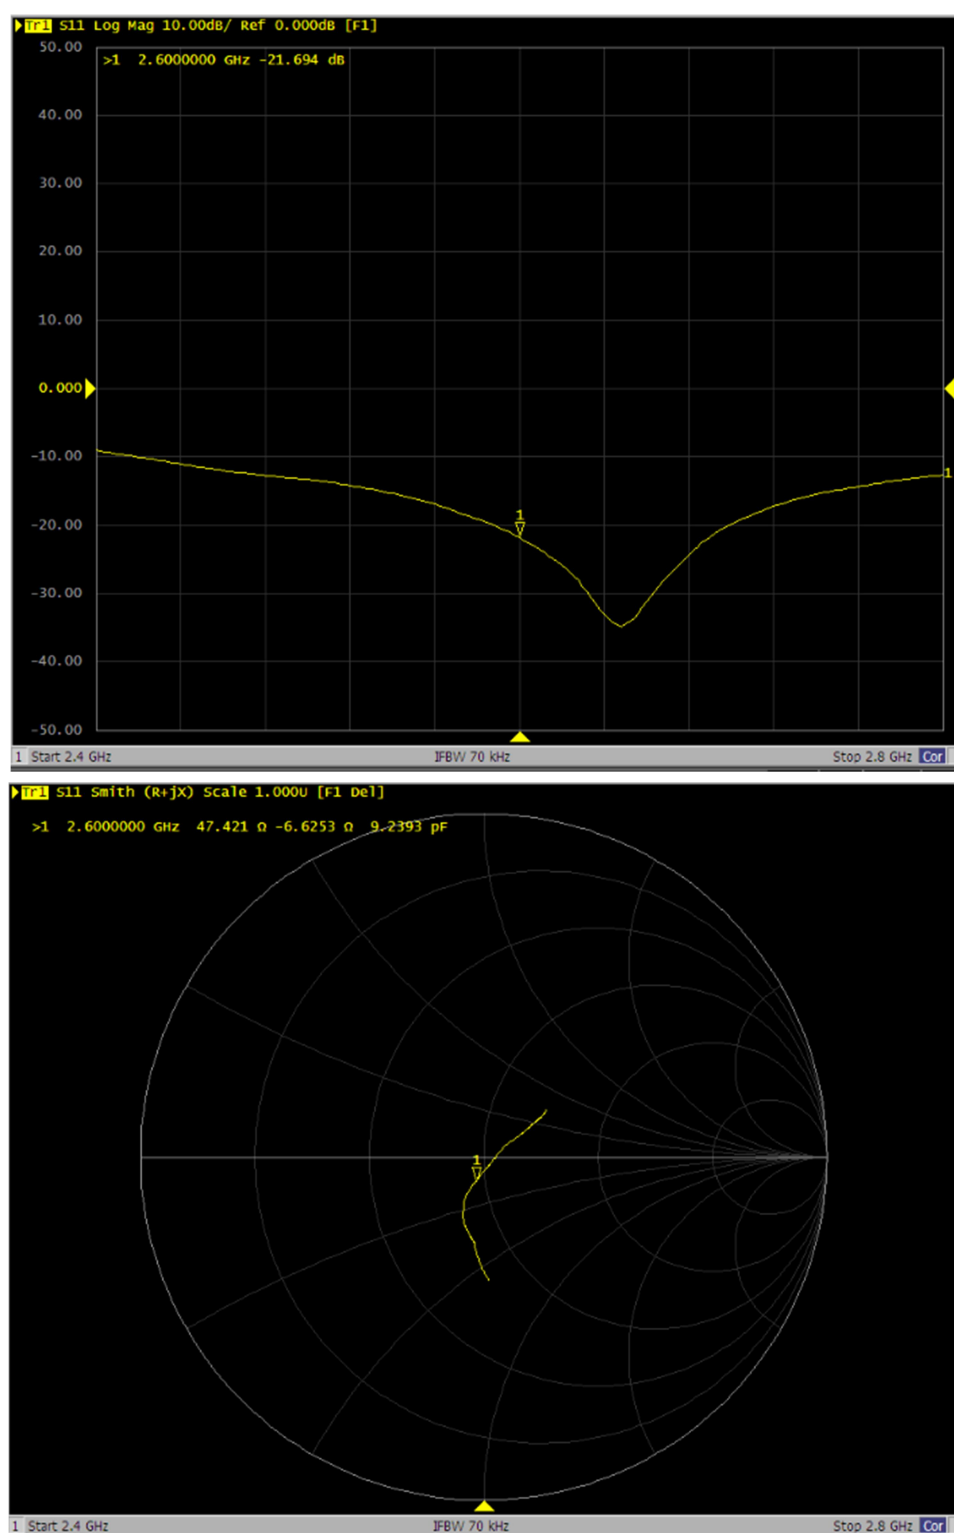 Tr1 S11 Log Mag 10.00dB/ Ref 0.000dB [F1]
50.00
>1 2.6000000 GHz -21.694 dB
40.00
30.00
20.00
10.00
0.000
-10.00
1
1
-20.00
-30.00
-40.00
-50.00
1 Start 2.4 GHz IFBW 70 kHz Stop 2.8 GHz Cor
Tr1 S11 Smith (R+jX) Scale 1.000U [F1 Del]
>1 2.6000000 GHz 47.421 Ω -6.6253 Ω 9.2393 pF
1
1 Start 2.4 GHz IFBW 70 kHz Stop 2.8 GHz Cor